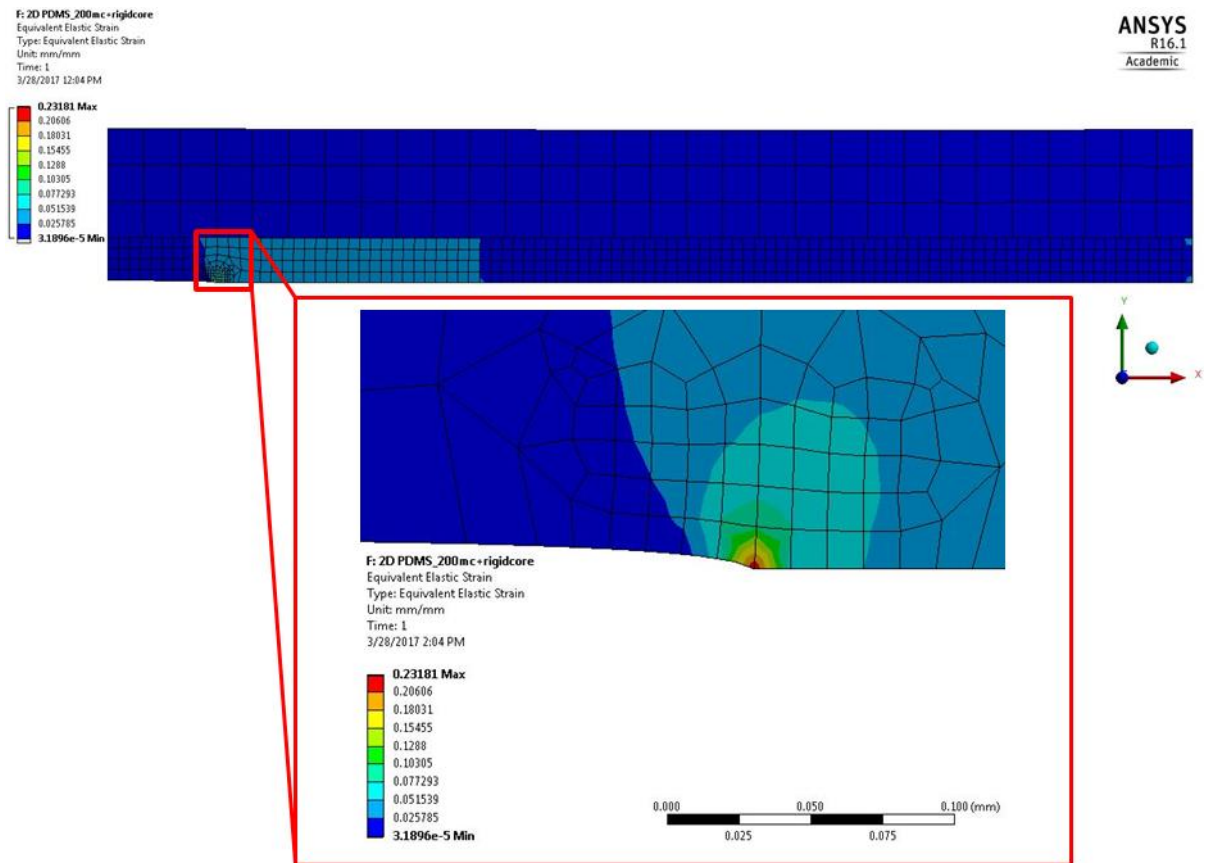 F: 2D PDMS_200mc+rigidcore
Equivalent Elastic Strain
Type: Equivalent Elastic Strain
Unit: mm/mm
Time: 1
3/28/2017 12:04 PM
ANSYS
R16.1
Academic
0.23181 Max
0.20606
0.18031
0.15455
0.1288
0.10305
0.077293
0.051539
0.025785
3.1896e-5 Min
Y
X
F: 2D PDMS_200mc+rigidcore
Equivalent Elastic Strain
Type: Equivalent Elastic Strain
Unit: mm/mm
Time: 1
3/28/2017 2:04 PM
0.23181 Max
0.20606
0.18031
0.15455
0.1288
0.10305
0.077293
0.051539
0.025785
3.1896e-5 Min
0.000 0.050 0.100 (mm)
0.025 0.075